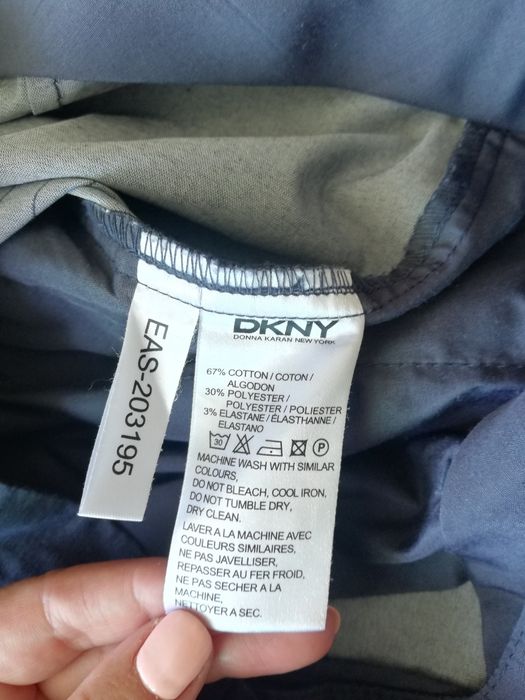 EAS-203195
DKNY
DONNA KARAN NEW YORK
67% COTTON / COTON /
ALGODON
30% POLYESTER /
POLYESTER / POLIESTER
3% ELASTANE / ÉLASTHANNE /
ELASTANO
30
P
MACHINE WASH WITH SIMILAR
COLOURS,
DO NOT BLEACH, COOL IRON,
DO NOT TUMBLE DRY,
DRY CLEAN.
LAVER A LA MACHINE AVEC
COULEURS SIMILAIRES,
NE PAS JAVELLISER,
REPASSER AU FER FROID,
NE PAS SECHER A LA
MACHINE,
NETTOYER A SEC.